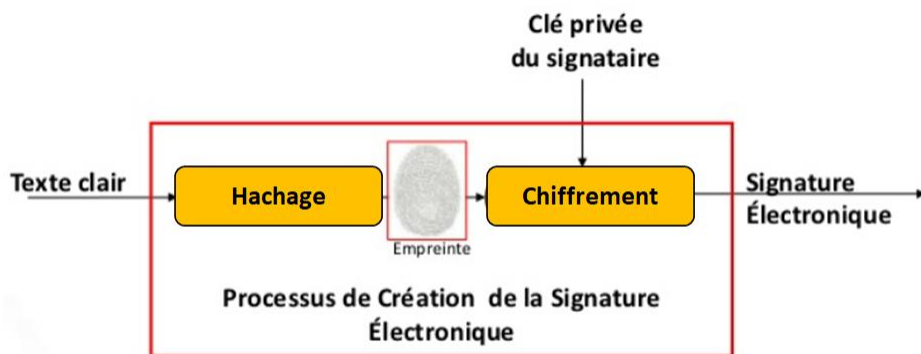 Clé privée
du signataire
Texte clair
Hachage
Empreinte
Chiffrement
Signature
Électronique
Processus de Création de la Signature
Électronique